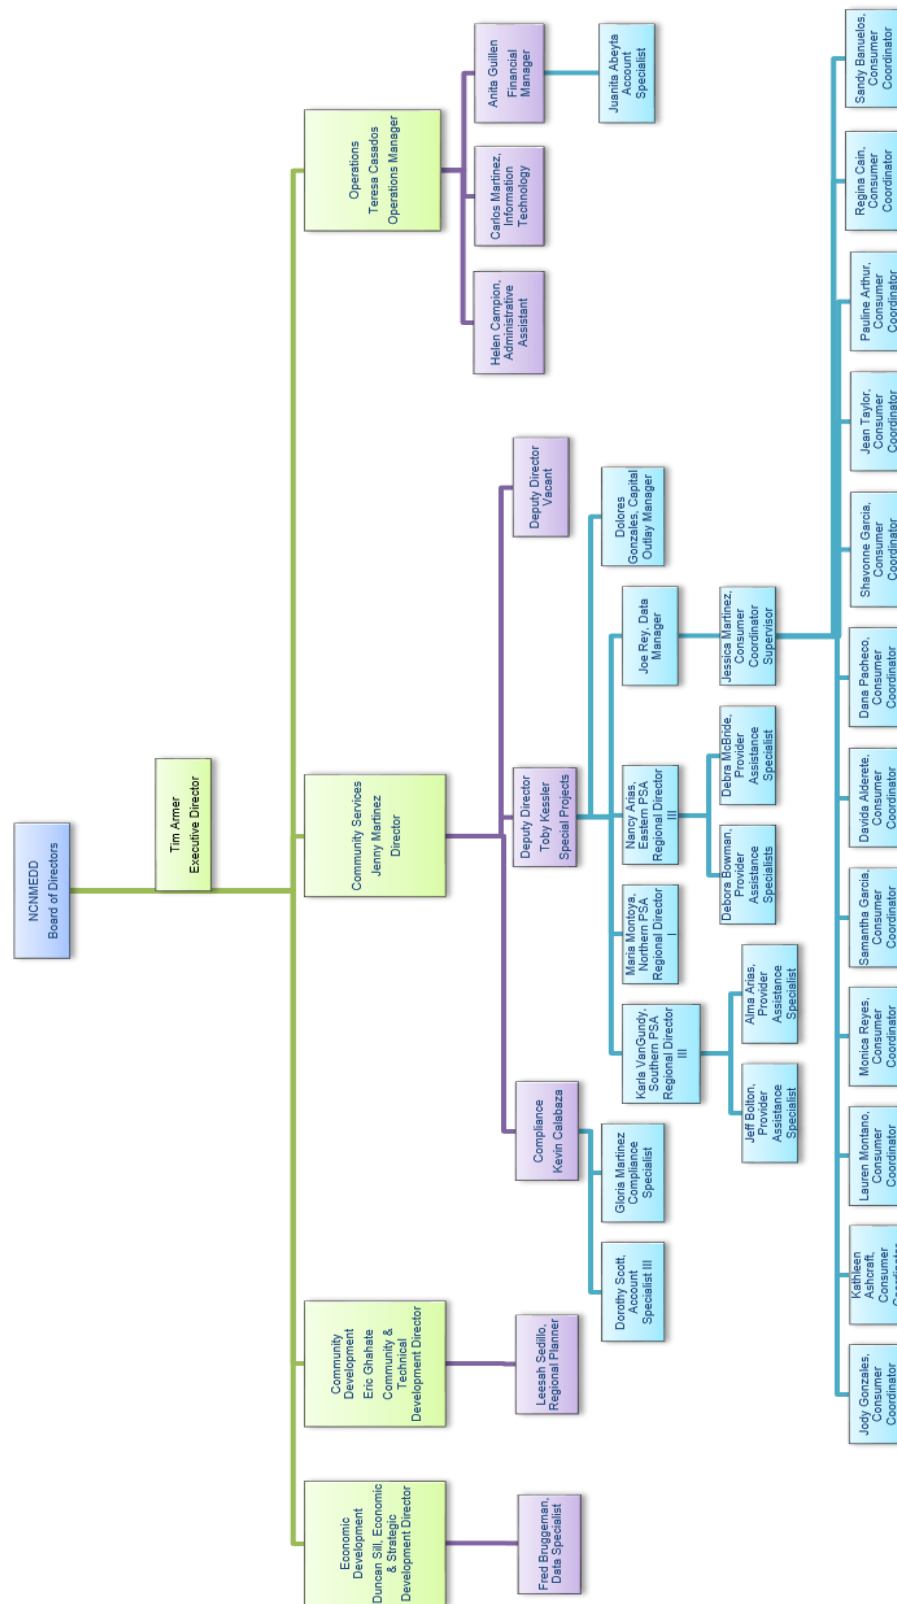 NCNMEDD
Board of Directors
Tim Armer
Executive Director
Economic
Development
Duncan Sill, Economic
& Strategic
Development Director
Community
Development
Eric Ghahate
Community &
Technical
Development Director
Community Services
Jenny Martinez
Director
Operations
Teresa Casados
Operations Manager
Fred Bruggeman,
Data Specialist
Leesah Sedillo,
Regional Planner
Compliance
Kevin Calabaza
Deputy Director
Toby Kessler
Special Projects
Deputy Director
Vacant
Helen Campion,
Administrative
Assistant
Carlos Martinez,
Information
Technology
Anita Guillen
Financial
Manager
Dorothy Scott,
Account
Specialist III
Gloria Martinez
Compliance
Specialist
Dolores
Gonzales, Capital
Outlay Manager
Juanita Abeyta
Account
Specialist
Karla VanGundy,
Southern PSA
Regional Director
III
Maria Montoya,
Northern PSA
Regional Director
I
Nancy Arias,
Eastern PSA
Regional Director
III
Joe Rey. Data
Manager
Jeff Bolton,
Provider
Assistance
Specialist
Alma Arias,
Provider
Assistance
Specialist
Debora Bowman,
Provider
Assistance
Specialists
Debra McBride,
Provider
Assistance
Specialist
Jessica Martinez,
Consumer
Coordinator
Supervisor
Jody Gonzales,
Consumer
Coordinator
Kathleen
Ashcraft,
Consumer
Coordinator
Lauren Montano,
Consumer
Coordinator
Monica Reyes,
Consumer
Coordinator
Samantha Garcia,
Consumer
Coordinator
Davida Alderete,
Consumer
Coordinator
Dana Pacheco,
Consumer
Coordinator
Shavonne Garcia,
Consumer
Coordinator
Jean Taylor,
Consumer
Coordinator
Pauline Arthur,
Consumer
Coordinator
Regina Cain,
Consumer
Coordinator
Sandy Banuelos,
Consumer
Coordinator